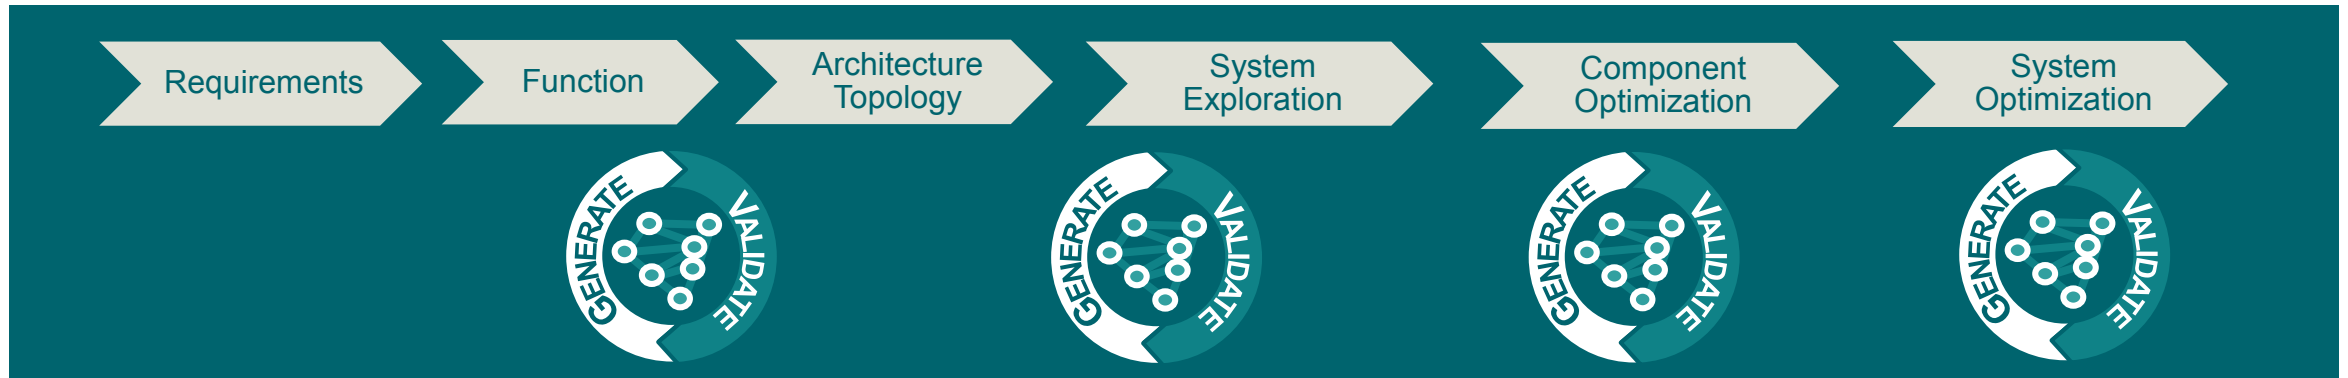 Requirements
Function
Architecture
Topology
System
Exploration
Component
Optimization
System
Optimization
GENERATE
VALIDATE
GENERATE
VALIDATE
GENERATE
VALIDATE
GENERATE
VALIDATE